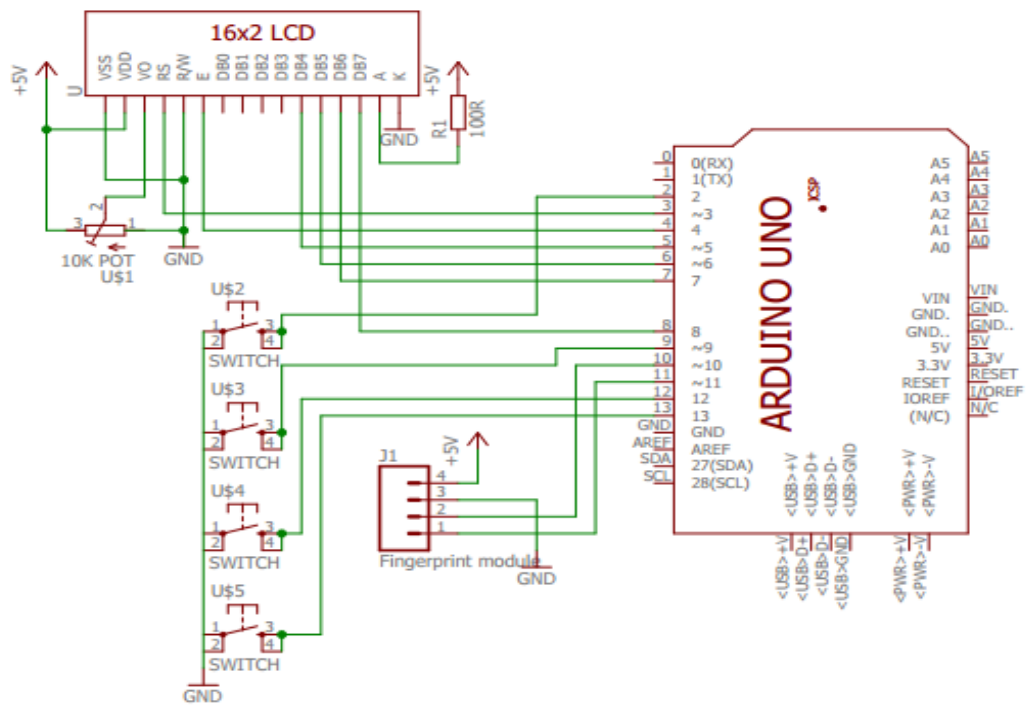 16x2 LCD
+5V
U
VSS
VDD
VO
RS
R/W
E
DB0
DB1
DB2
DB3
DB4
DB5
DB6
DB7
A
K
+5V
R1
100R
GND
3
2
1
10K POT
U$1
GND
U$2
1
2
3
4
SWITCH
U$3
1
2
3
4
SWITCH
U$4
1
2
3
4
SWITCH
U$5
1
2
3
4
SWITCH
GND
J1
+5V
4
3
2
1
Fingerprint module
GND
ARDUINO UNO
ICSP
0 0(RX)
1 1(TX)
2 2
3 ~3
4 4
5 ~5
6 ~6
7 7
8 8
9 ~9
10 ~10
11 ~11
12 12
13 13
GND GND
AREF AREF
SDA 27(SDA)
SCL 28(SCL)
A5 A5
A4 A4
A3 A3
A2 A2
A1 A1
A0 A0
VIN VIN
GND. GND.
GND.. GND..
5V 5V
3.3V 3.3V
RESET RESET
IOREF I/OREF
(N/C) N/C
<USB>+V
<USB>D+
<USB>D-
<USB>GND
<PWR>+V
<PWR>-V
<USB>+V
<USB>D+
<USB>D-
<USB>GND
<PWR>+V
<PWR>-V